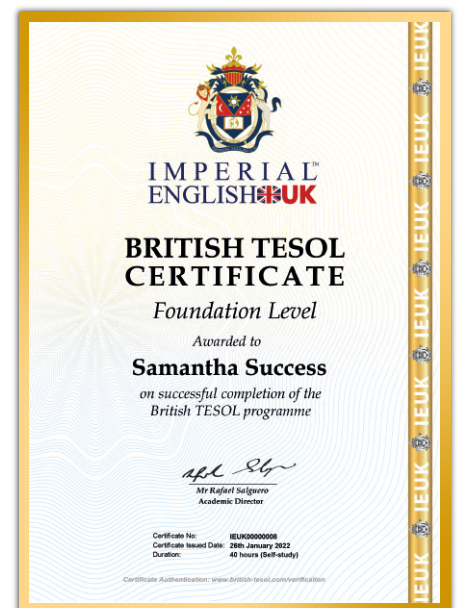 IMPERIAL™
ENGLISH UK
BRITISH TESOL
CERTIFICATE
Foundation Level
Awarded to
Samantha Success
on successful completion of the
British TESOL programme
Mr Rafael Salguero
Academic Director
Certificate No: IEUK00000008
Certificate Issued Date: 26th January 2022
Duration: 40 hours (Self-study)
Certificate Authentication: www.british-tesol.com/verification
IEUK IEUK IEUK IEUK IEUK IEUK IEUK